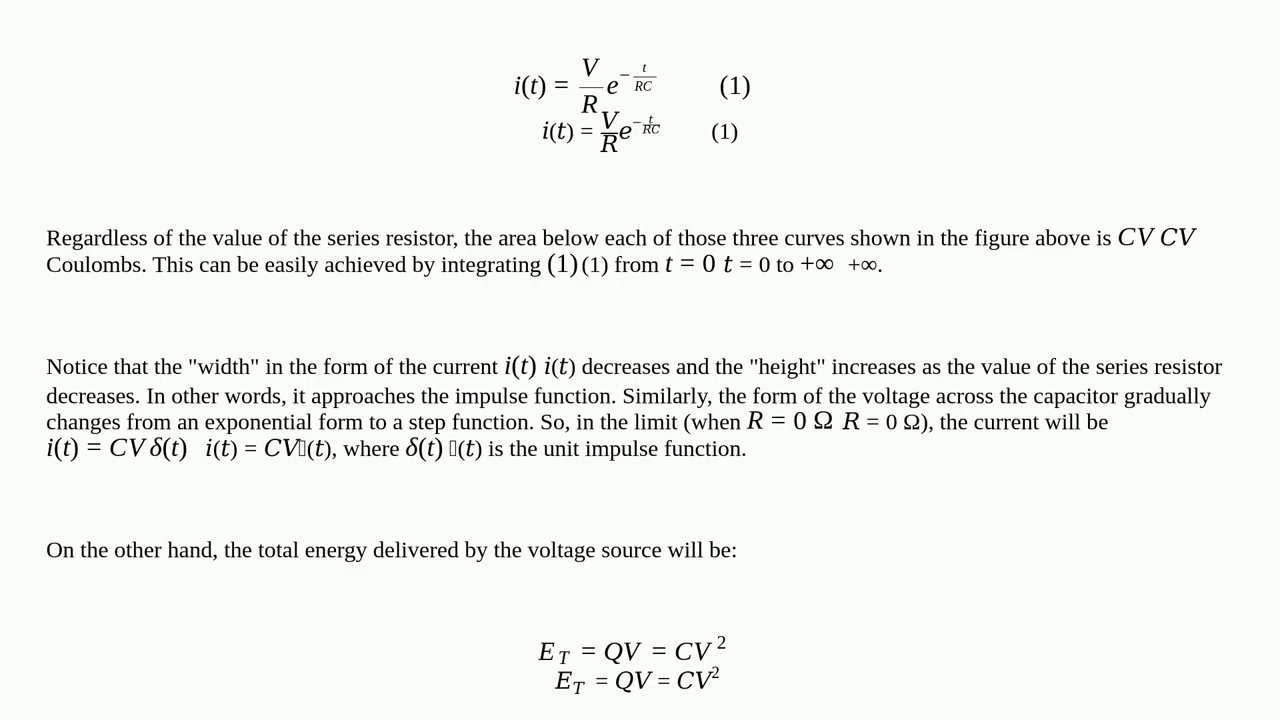 i(t) = V/R e^{-t/RC} (1)
i(t) = V/R e^{-t/RC} (1)
Regardless of the value of the series resistor, the area below each of those three curves shown in the figure above is CV CV
Coulombs. This can be easily achieved by integrating (1) (1) from t = 0 t = 0 to +∞ +∞.
Notice that the "width" in the form of the current i(t) i(t) decreases and the "height" increases as the value of the series resistor
decreases. In other words, it approaches the impulse function. Similarly, the form of the voltage across the capacitor gradually
changes from an exponential form to a step function. So, in the limit (when R = 0 Ω R = 0 Ω), the current will be
i(t) = CV δ(t) i(t) = CV▯(t), where δ(t) ▯(t) is the unit impulse function.
On the other hand, the total energy delivered by the voltage source will be:
E_T = QV = CV²
E_T = QV = CV²